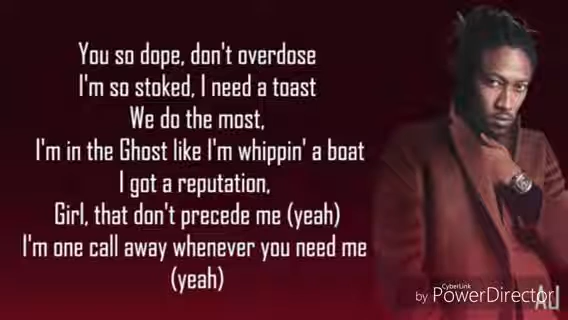 You so dope, don't overdose
I'm so stoked, I need a toast
We do the most,
I'm in the Ghost like I'm whippin' a boat
I got a reputation,
Girl, that don't precede me (yeah)
I'm one call away whenever you need me
(yeah)
CyberLink
by PowerDirector
AJ